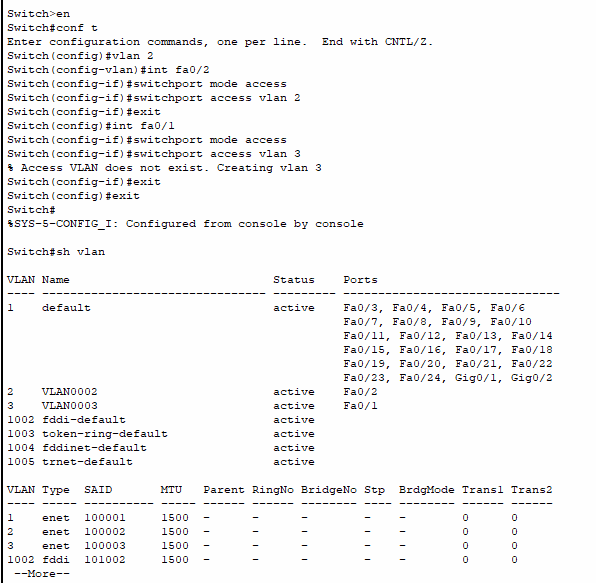 Switch>en
Switch#conf t
Enter configuration commands, one per line.  End with CNTL/Z.
Switch(config)#vlan 2
Switch(config-vlan)#int fa0/2
Switch(config-if)#switchport mode access
Switch(config-if)#switchport access vlan 2
Switch(config-if)#exit
Switch(config)#int fa0/1
Switch(config-if)#switchport mode access
Switch(config-if)#switchport access vlan 3
% Access VLAN does not exist. Creating vlan 3
Switch(config-if)#exit
Switch(config)#exit
Switch#
%SYS-5-CONFIG_I: Configured from console by console

Switch#sh vlan

VLAN Name                             Status    Ports
---- -------------------------------- --------- -------------------------------
1    default                          active    Fa0/3, Fa0/4, Fa0/5, Fa0/6
                                                Fa0/7, Fa0/8, Fa0/9, Fa0/10
                                                Fa0/11, Fa0/12, Fa0/13, Fa0/14
                                                Fa0/15, Fa0/16, Fa0/17, Fa0/18
                                                Fa0/19, Fa0/20, Fa0/21, Fa0/22
                                                Fa0/23, Fa0/24, Gig0/1, Gig0/2
2    VLAN0002                         active    Fa0/2
3    VLAN0003                         active    Fa0/1
1002 fddi-default                     active
1003 token-ring-default               active
1004 fddinet-default                  active
1005 trnet-default                    active

VLAN Type  SAID       MTU   Parent RingNo BridgeNo Stp  BrdgMode Trans1 Trans2
---- ----- ---------- ----- ------ ------ -------- ---- -------- ------ ------
1    enet  100001     1500  -      -      -        -    -        0      0
2    enet  100002     1500  -      -      -        -    -        0      0
3    enet  100003     1500  -      -      -        -    -        0      0
1002 fddi  101002     1500  -      -      -        -    -        0      0
 --More--